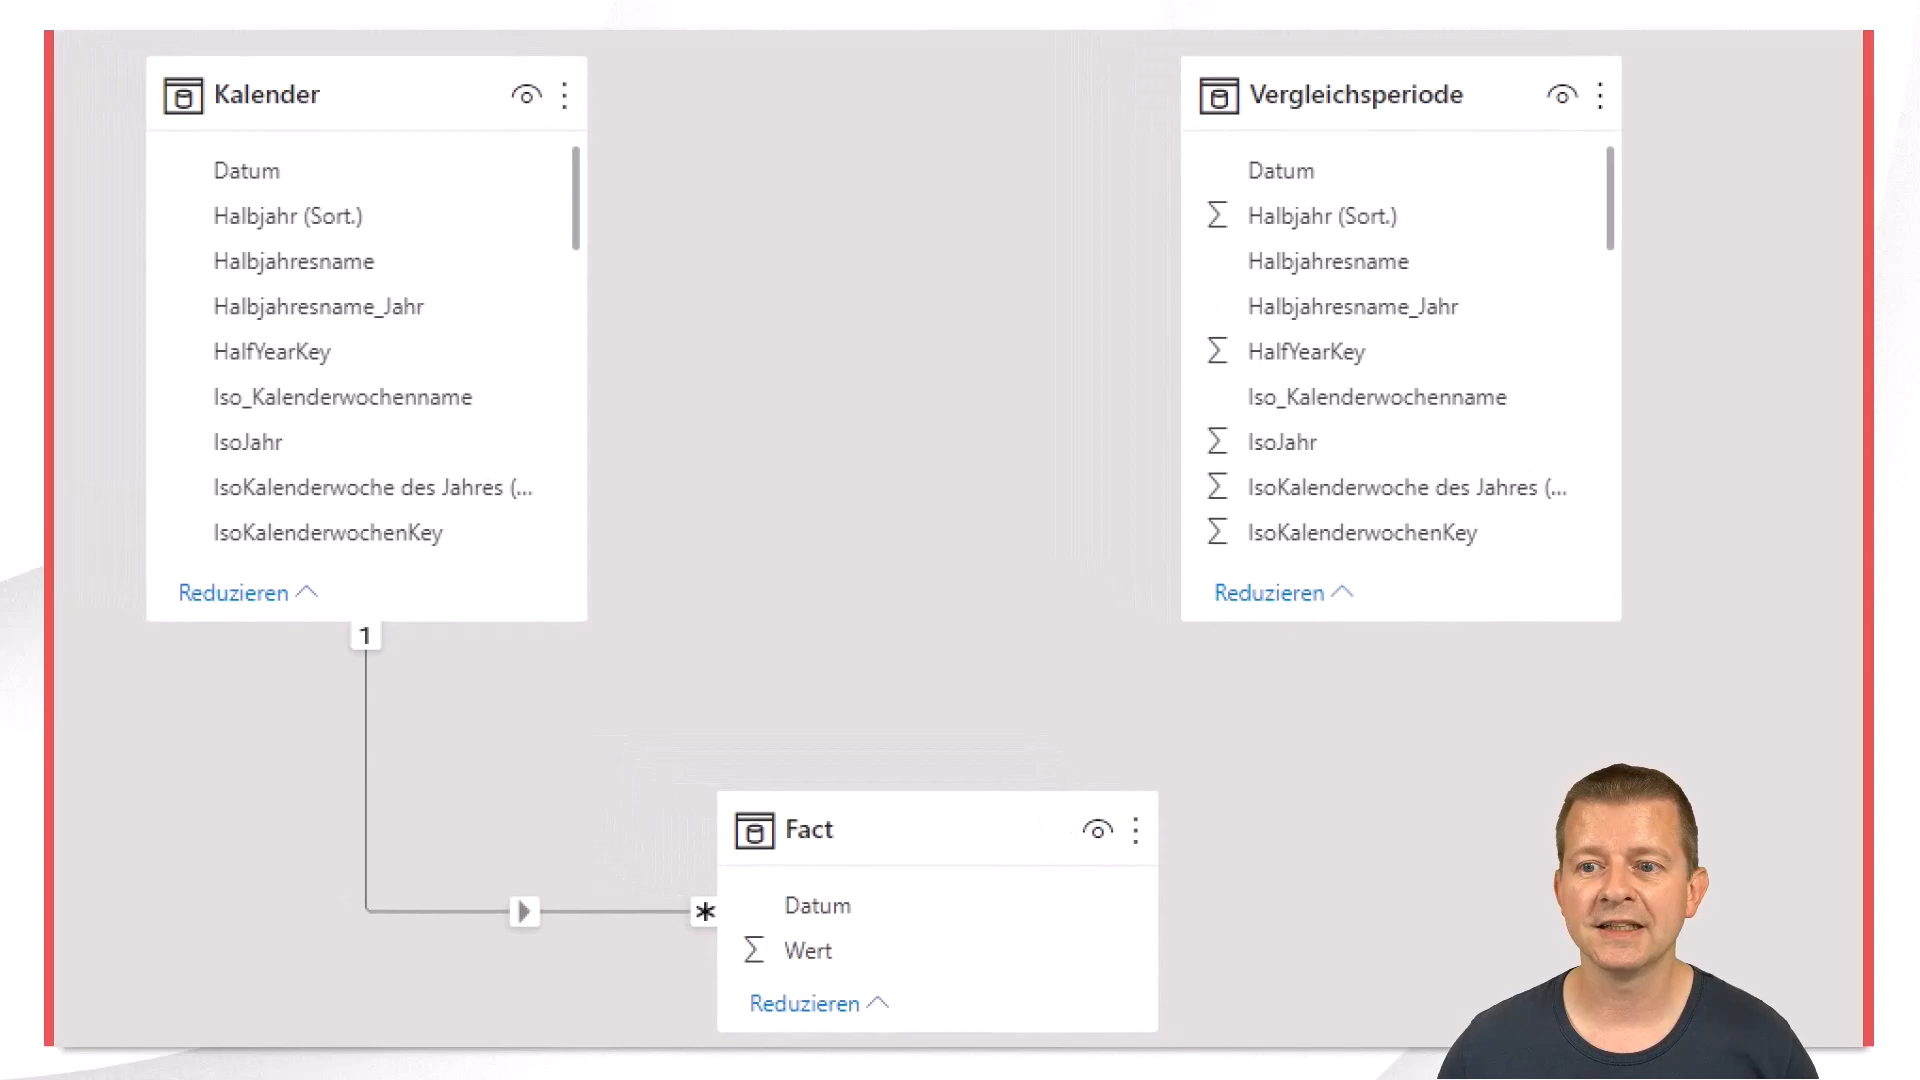 Kalender
Datum
Halbjahr (Sort.)
Halbjahresname
Halbjahresname_Jahr
HalfYearKey
Iso_Kalenderwochenname
IsoJahr
IsoKalenderwoche des Jahres (...
IsoKalenderwochenKey
Reduzieren
1
Vergleichsperiode
Datum
Σ Halbjahr (Sort.)
Halbjahresname
Halbjahresname_Jahr
Σ HalfYearKey
Iso_Kalenderwochenname
Σ IsoJahr
Σ IsoKalenderwoche des Jahres (...
Σ IsoKalenderwochenKey
Reduzieren
*
Fact
Datum
Σ Wert
Reduzieren